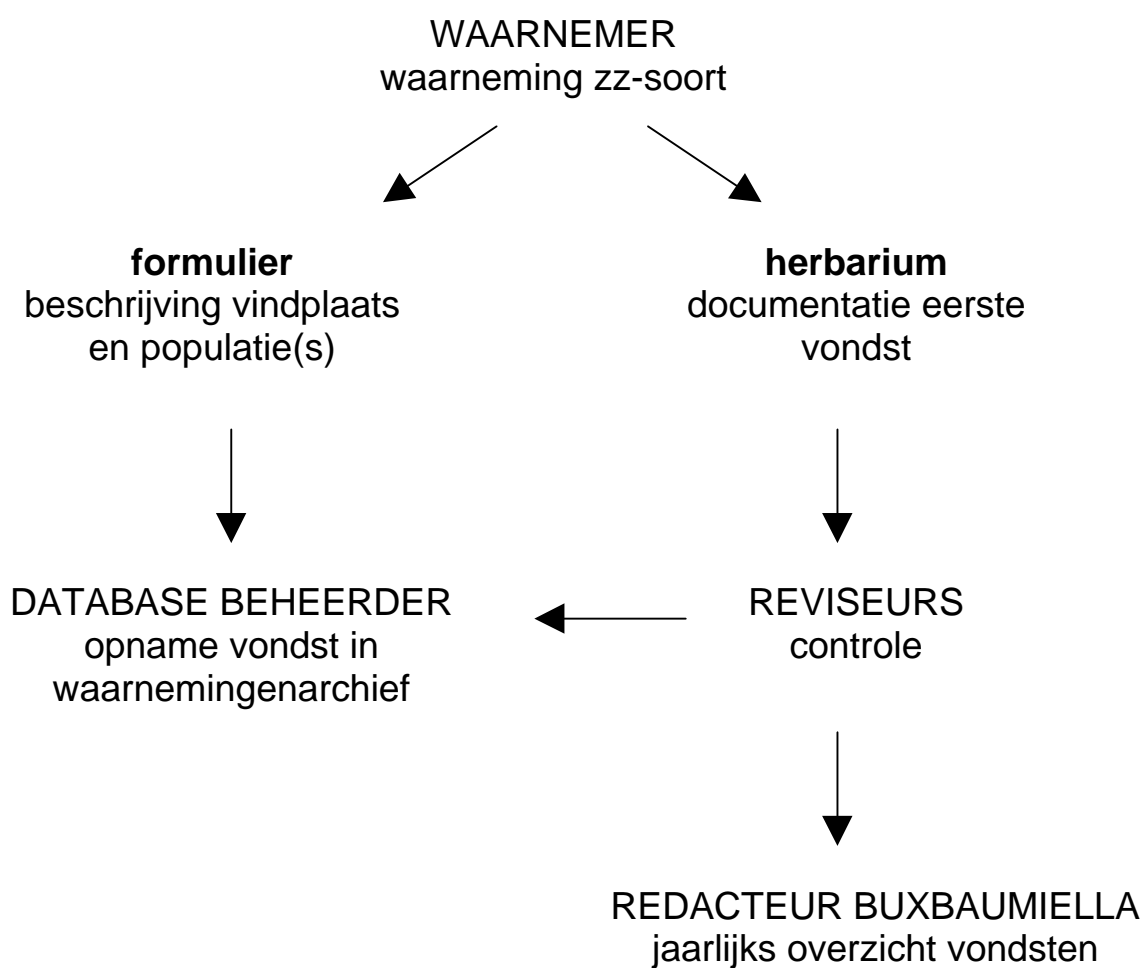 WAARNEMER
waarneming zz-soort
formulier
beschrijving vindplaats
en populatie(s)
herbarium
documentatie eerste
vondst
DATABASE BEHEERDER
opname vondst in
waarnemingenarchief
REVISEURS
controle
REDACTEUR BUXBAUMIELLA
jaarlijks overzicht vondsten